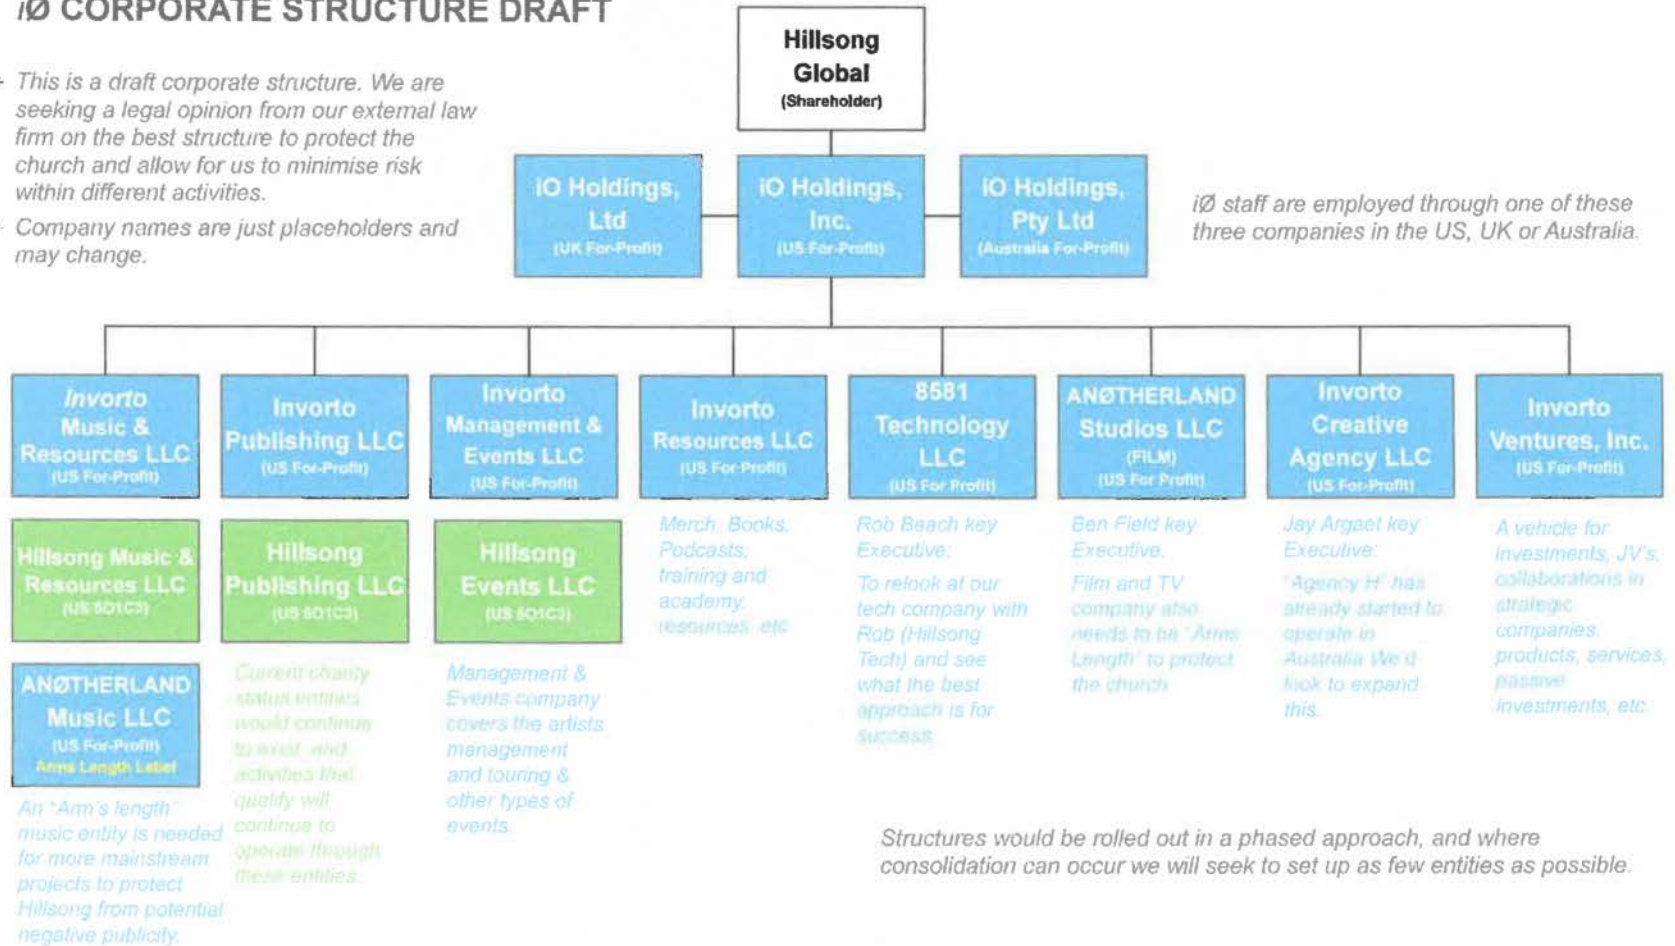 iØ CORPORATE STRUCTURE DRAFT
- This is a draft corporate structure. We are
seeking a legal opinion from our external law
firm on the best structure to protect the
church and allow for us to minimise risk
within different activities.
- Company names are just placeholders and
may change.
Hillsong
Global
(Shareholder)
iO Holdings,
Ltd
(UK For-Profit)
iO Holdings,
Inc.
(US For-Profit)
iO Holdings,
Pty Ltd
(Australia For-Profit)
iØ staff are employed through one of these
three companies in the US, UK or Australia.
Invorto
Music &
Resources LLC
(US For-Profit)
Hillsong Music &
Resources LLC
(US 5O1C3)
ANØTHERLAND
Music LLC
(US For-Profit)
Arms Length Label
An "Arm's length"
music entity is needed
for more mainstream
projects to protect
Hillsong from potential
negative publicity.
Invorto
Publishing LLC
(US For-Profit)
Hillsong
Publishing LLC
(US 5O1C3)
Current charity
status entities
would continue
to exist and
activities that
qualify will
continue to
operate through
these entities.
Invorto
Management &
Events LLC
(US For-Profit)
Hillsong
Events LLC
(US 5O1C3)
Management &
Events company
covers the artists
management
and touring &
other types of
events.
Invorto
Resources LLC
(US For-Profit)
Merch, Books,
Podcasts,
training and
academy,
resources, etc
8581
Technology
LLC
(US For Profit)
Rob Beach key
Executive:
To relook at our
tech company with
Rob (Hillsong
Tech) and see
what the best
approach is for
success
ANØTHERLAND
Studios LLC
(FILM)
(US For Profit)
Ben Field key
Executive.
Film and TV
company also
needs to be "Arms
Length" to protect
the church
Invorto
Creative
Agency LLC
(US For-Profit)
Jay Argaet key
Executive:
"Agency H" has
already started to
operate in
Australia We'd
look to expand
this.
Invorto
Ventures, Inc.
(US For-Profit)
A vehicle for
investments, JV's,
collaborations in
strategic
companies,
products, services,
passive
investments, etc
Structures would be rolled out in a phased approach, and where
consolidation can occur we will seek to set up as few entities as possible.